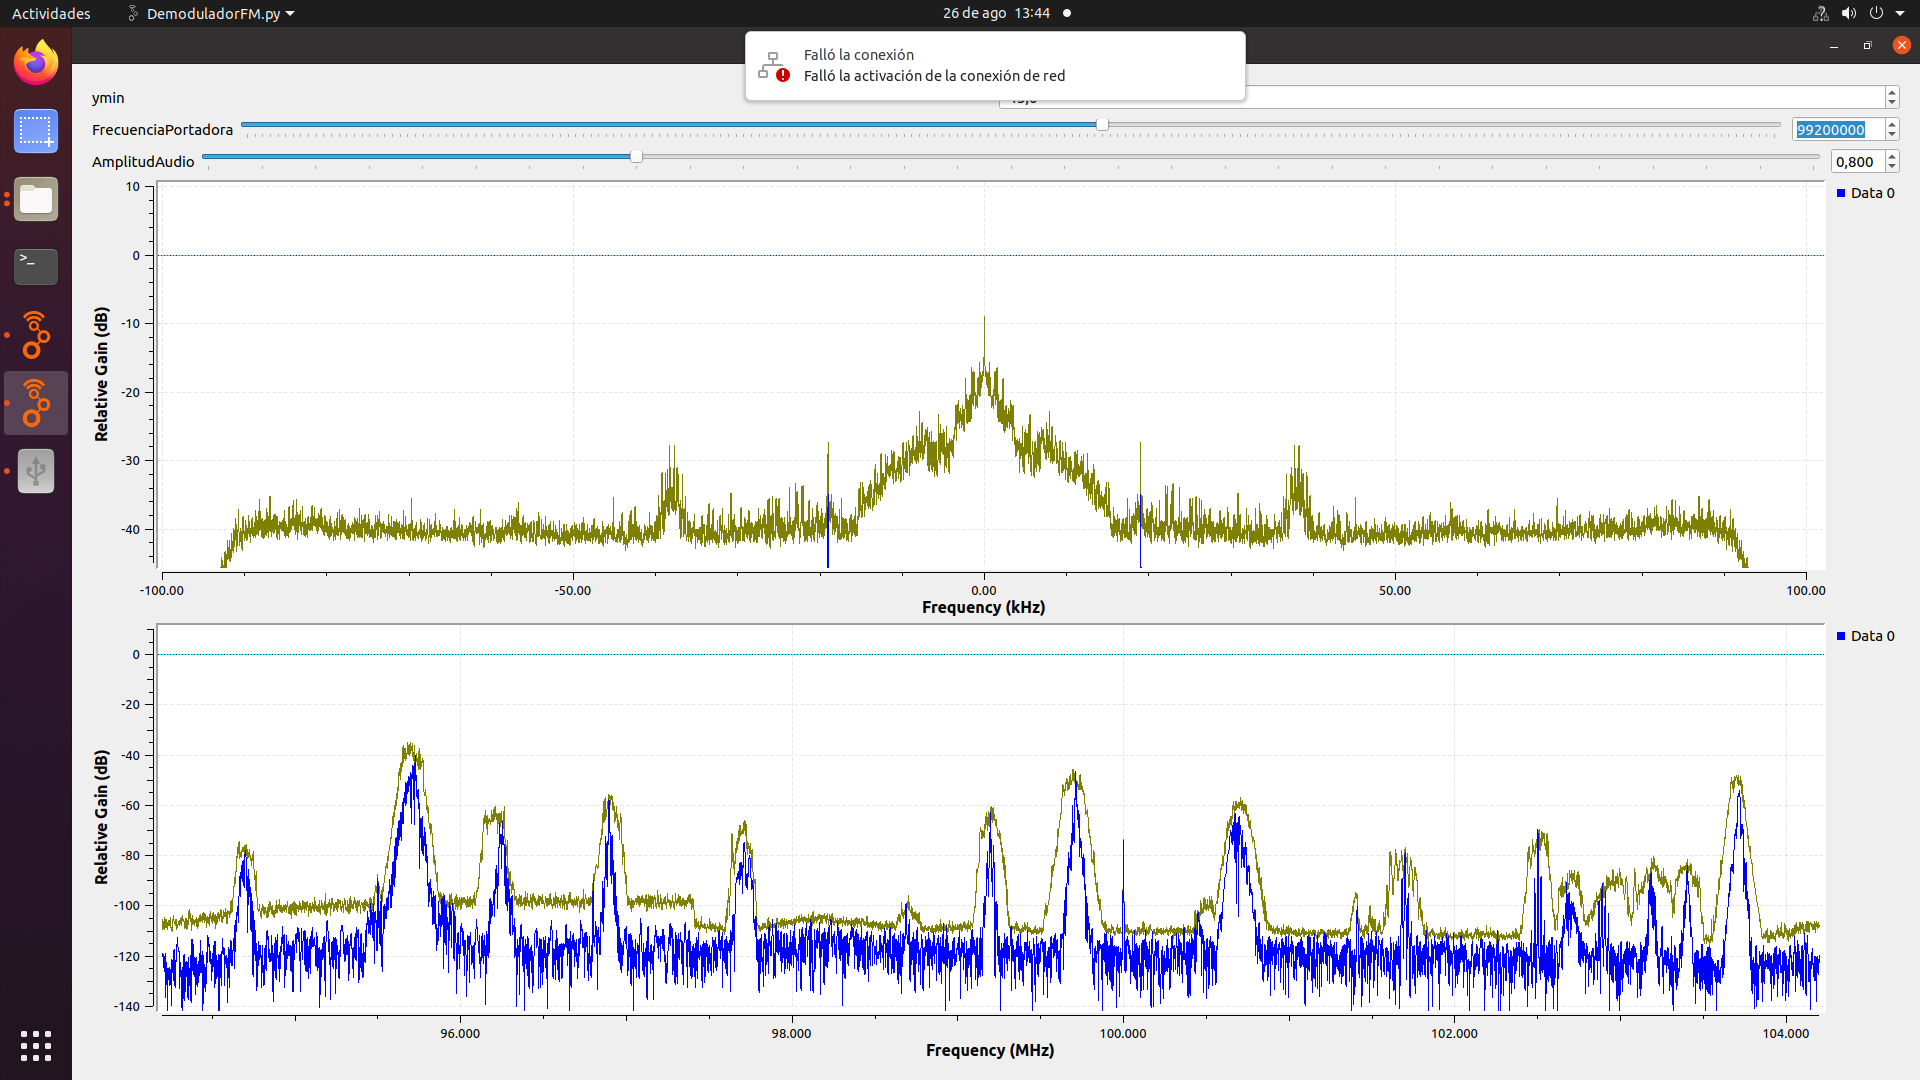 Actividades
DemoduladorFM.py
26 de ago 13:44
Falló la conexión
Falló la activación de la conexión de red
ymin
FrecuenciaPortadora
99200000
AmplitudAudio
0,800
Data 0
10
0
-10
-20
-30
-40
Relative Gain (dB)
-100.00
-50.00
0.00
50.00
100.00
Frequency (kHz)
Data 0
0
-20
-40
-60
-80
-100
-120
-140
Relative Gain (dB)
96.000
98.000
100.000
102.000
104.000
Frequency (MHz)